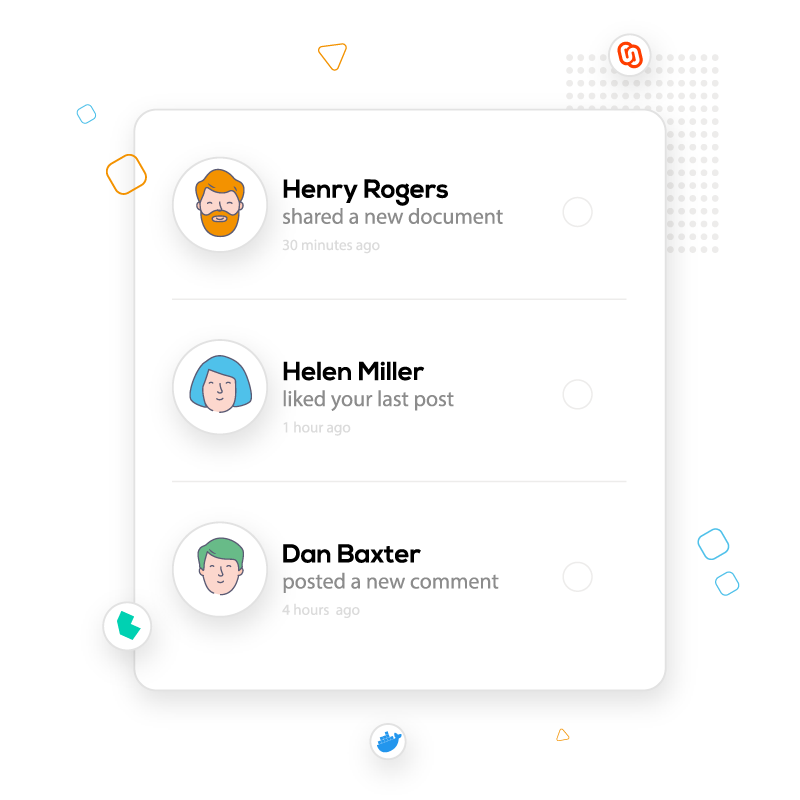 Henry Rogers
shared a new document
30 minutes ago
Helen Miller
liked your last post
1 hour ago
Dan Baxter
posted a new comment
4 hours ago